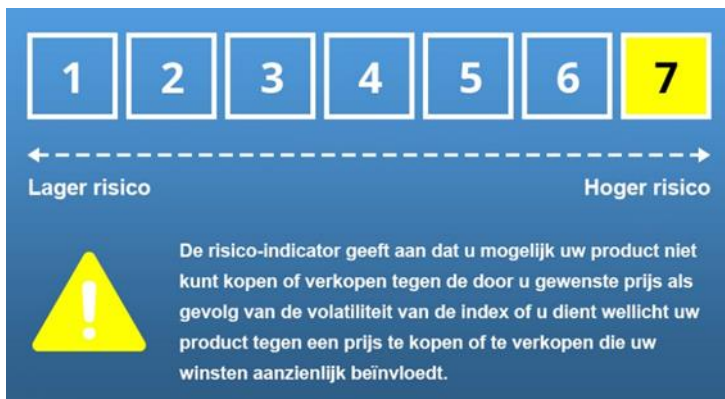 1 2 3 4 5 6 7
Lager risico Hoger risico
De risico-indicator geeft aan dat u mogelijk uw product niet
kunt kopen of verkopen tegen de door u gewenste prijs als
gevolg van de volatiliteit van de index of u dient wellicht uw
product tegen een prijs te kopen of te verkopen die uw
winsten aanzienlijk beïnvloedt.